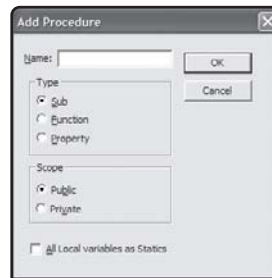 Add Procedure
Name:
OK
Cancel
Type
Sub
Function
Property
Scope
Public
Private
All Local variables as Statics